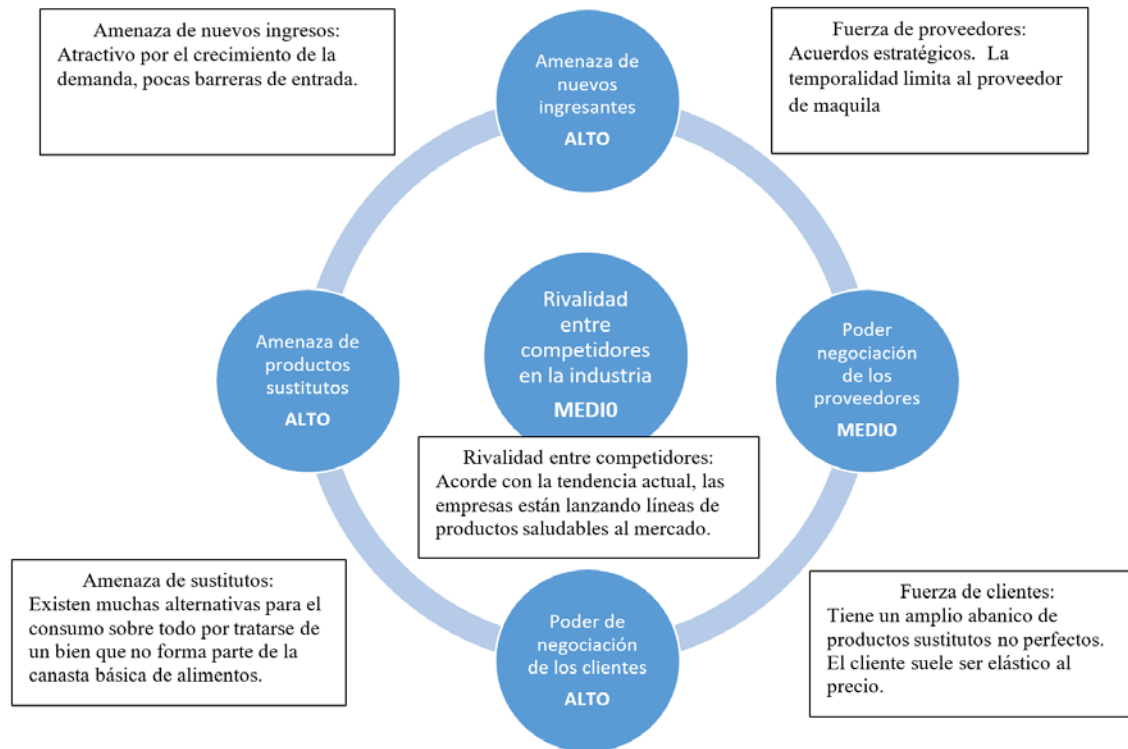 Amenaza de nuevos ingresos:
Atractivo por el crecimiento de la
demanda, pocas barreras de entrada.
Amenaza de
nuevos
ingresantes
ALTO
Fuerza de proveedores:
Acuerdos estratégicos. La
temporalidad limita al proveedor
de maquila
Amenaza de
productos
sustitutos
ALTO
Rivalidad
entre
competidores
en la industria
MEDI0
Poder
negociación
de los
proveedores
MEDIO
Rivalidad entre competidores:
Acorde con la tendencia actual, las
empresas están lanzando líneas de
productos saludables al mercado.
Amenaza de sustitutos:
Existen muchas alternativas para el
consumo sobre todo por tratarse de
un bien que no forma parte de la
canasta básica de alimentos.
Poder de
negociación
de los clientes
ALTO
Fuerza de clientes:
Tiene un amplio abanico de
productos sustitutos no perfectos.
El cliente suele ser elástico al
precio.